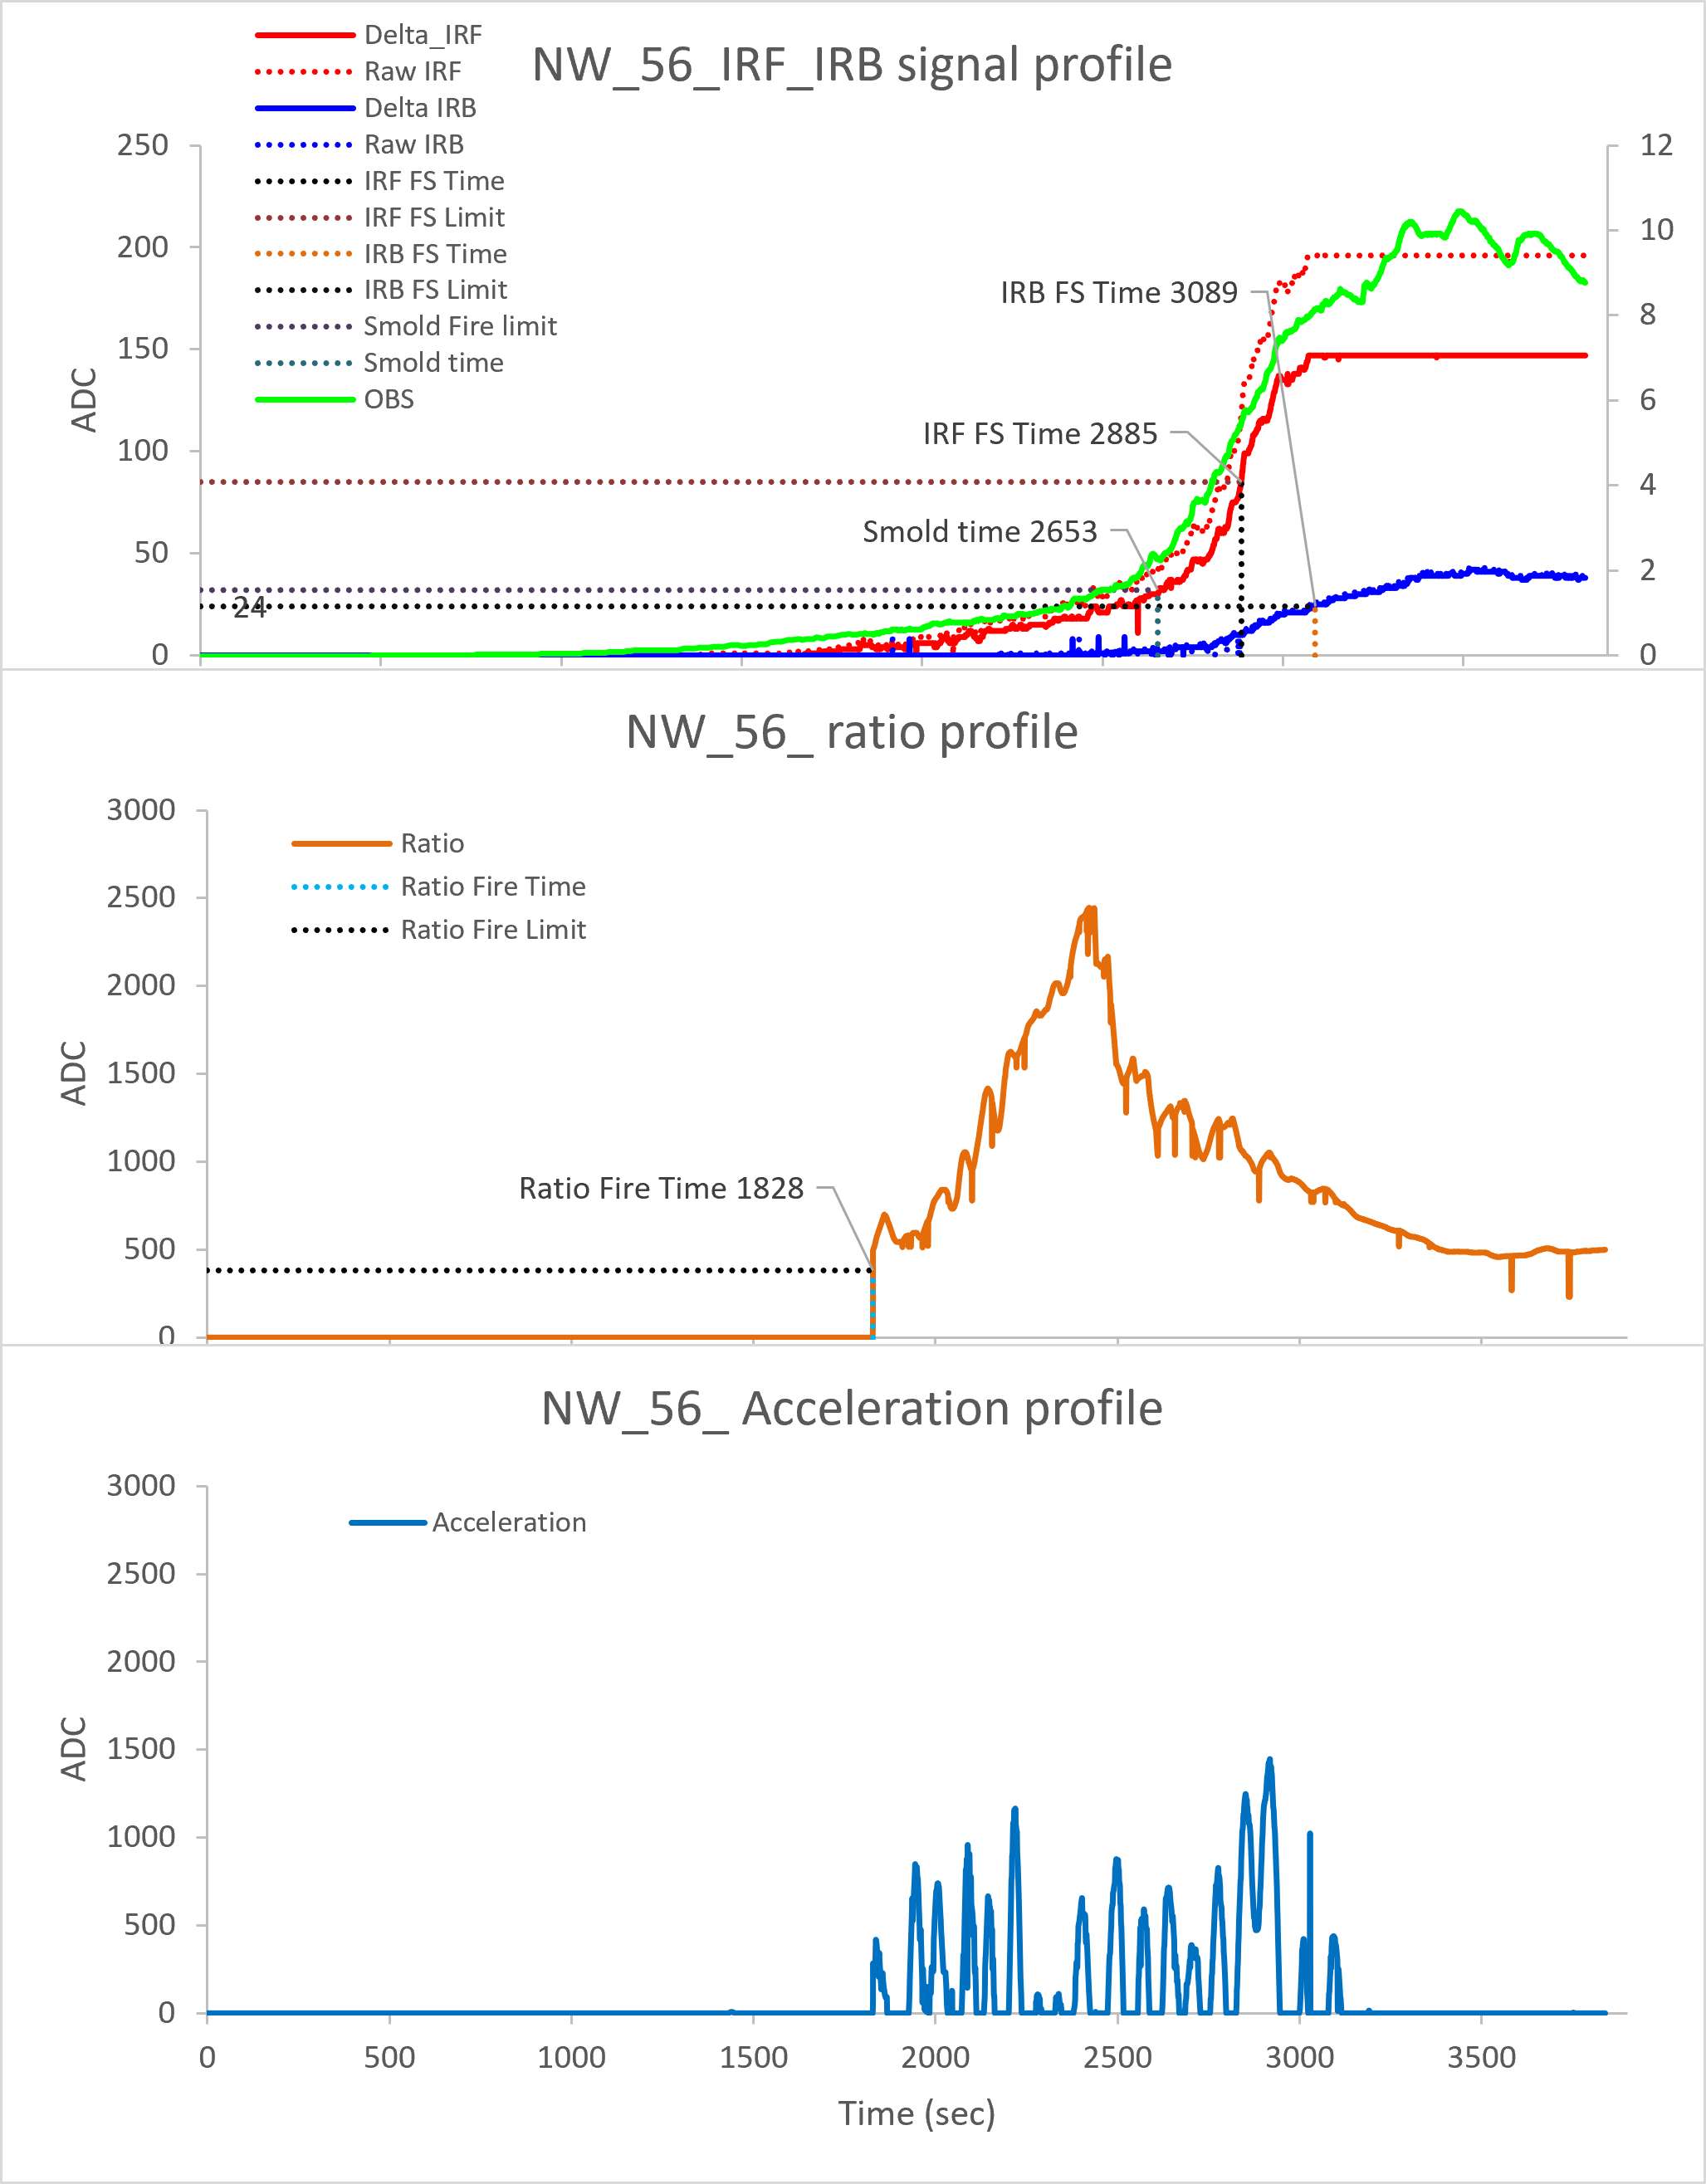 Delta_IRF
Raw IRF
Delta IRB
Raw IRB
IRF FS Time
IRF FS Limit
IRB FS Time
IRB FS Limit
Smold Fire limit
Smold time
OBS
NW_56_IRF_IRB signal profile
250
200
150
100
50
0
ADC
12
10
8
6
4
2
0
IRB FS Time 3089
IRF FS Time 2885
Smold time 2653
24
NW_56_ ratio profile
3000
2500
2000
1500
1000
500
0
ADC
Ratio
Ratio Fire Time
Ratio Fire Limit
Ratio Fire Time 1828
NW_56_ Acceleration profile
3000
2500
2000
1500
1000
500
0
ADC
Acceleration
0 500 1000 1500 2000 2500 3000 3500
Time (sec)